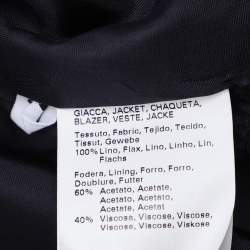 GIACCA, JACKET, CHAQUETA,
BLAZER, VESTE, JACKE
Tessuto, Fabric, Tejido, Tecido,
Tissut, Gewebe
100% Lino, Flax, Lino, Linho, Lin,
Flachs
Fodera, Lining, Forro, Forro,
Doublure, Futter
60% Acetato, Acetate, Acetato,
Acetato, Acetat, Acetat
40% Viscosa, Viscose, Viscosa,
Viscose, Viscose, Viskose